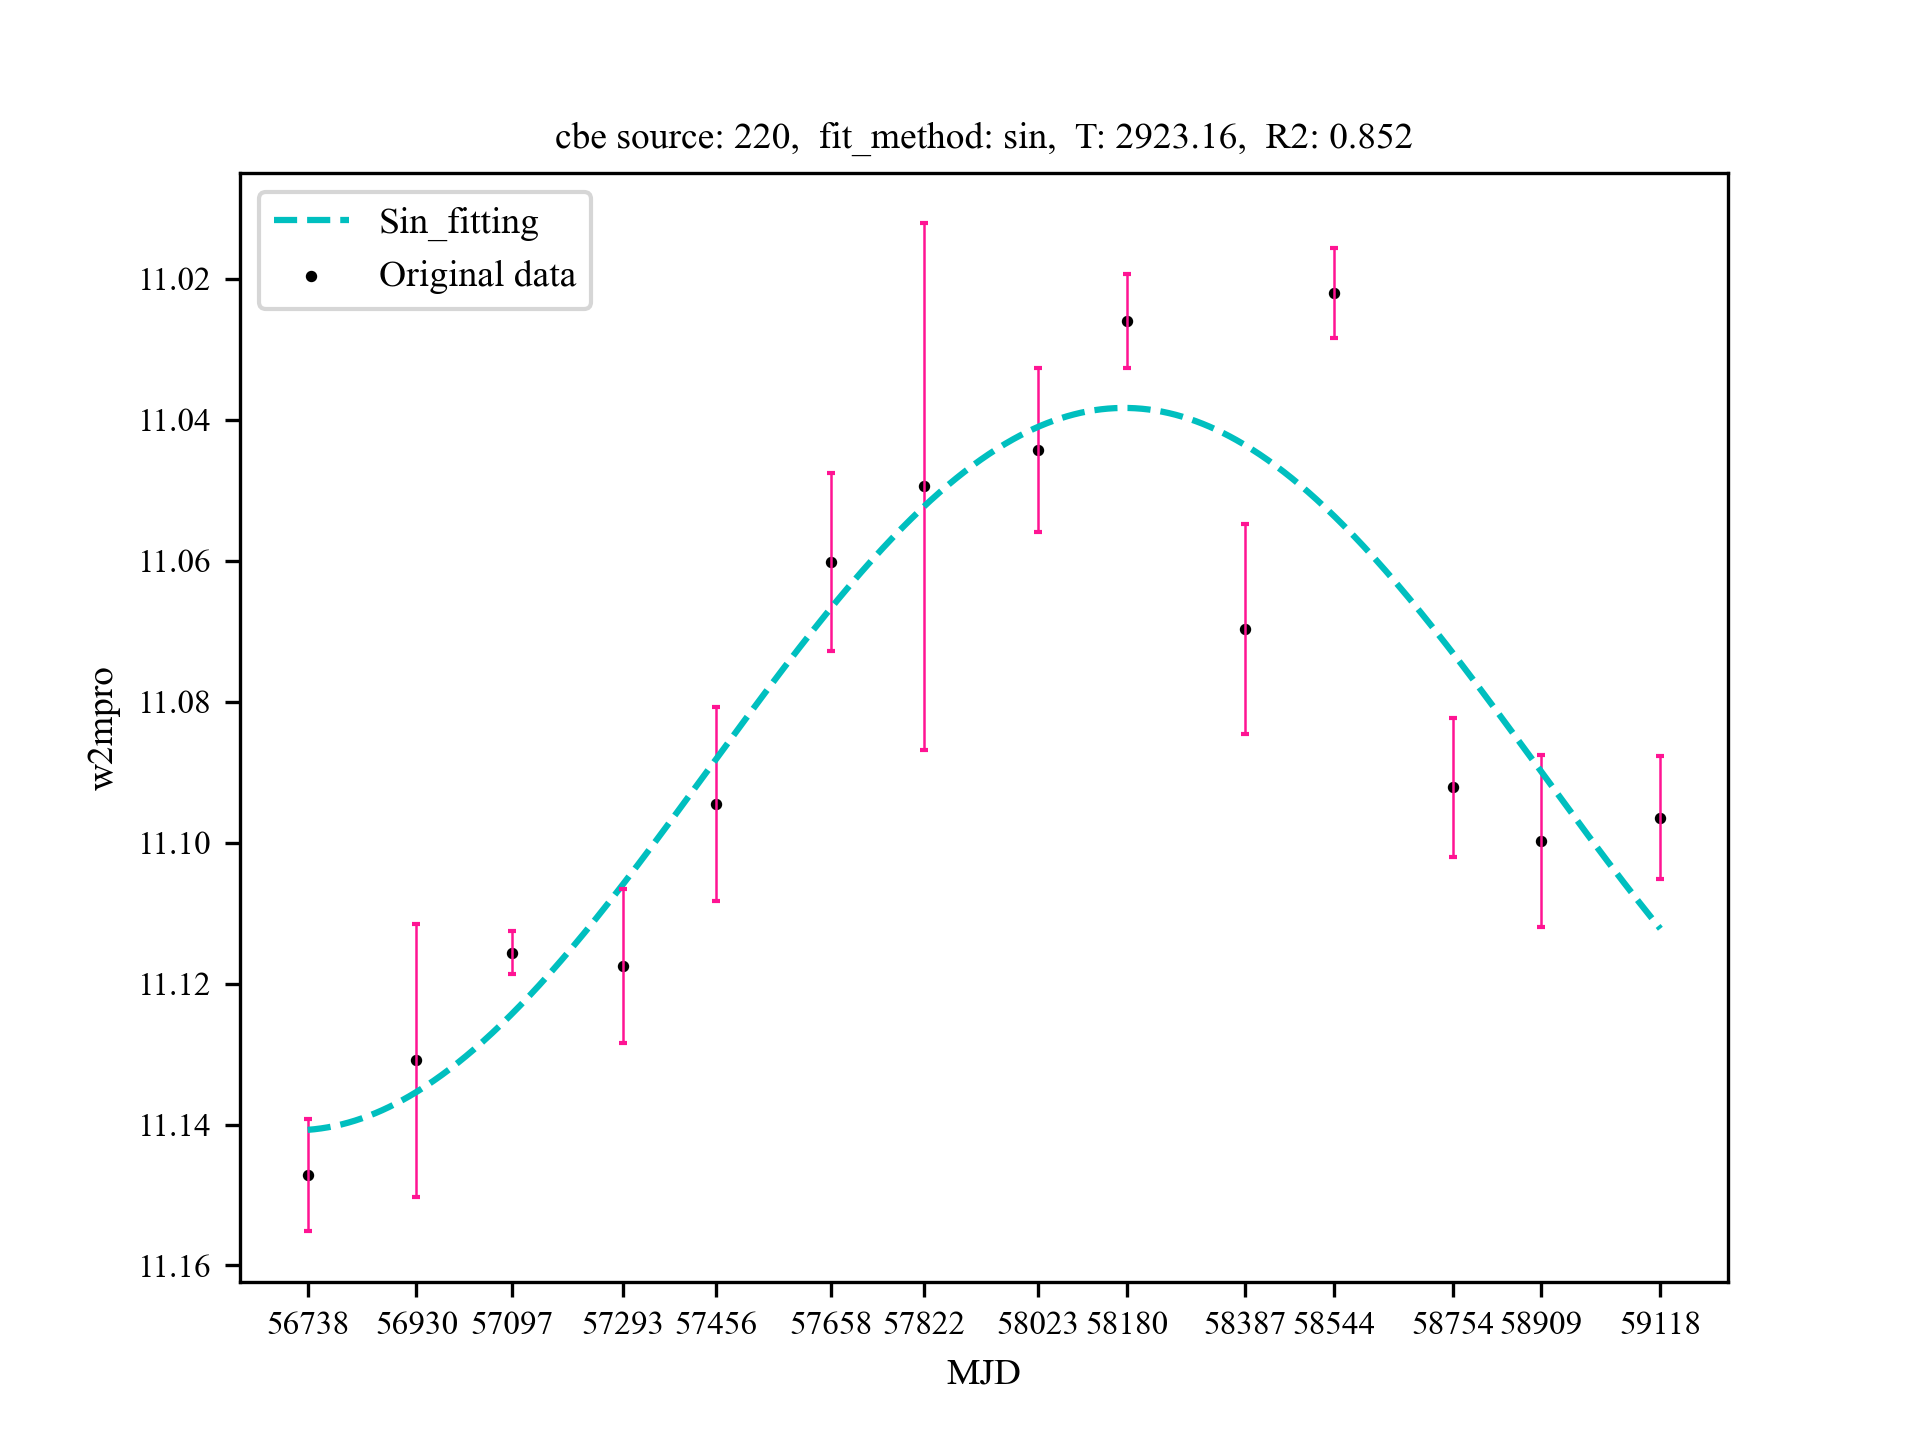 cbe source: 220,  fit_method: sin,  T: 2923.16,  R2: 0.852
Sin_fitting
Original data
11.02
11.04
11.06
11.08
11.10
11.12
11.14
11.16
w2mpro
56738 56930 57097 57293 57456 57658 57822 58023 58180 58387 58544 58754 58909 59118
MJD